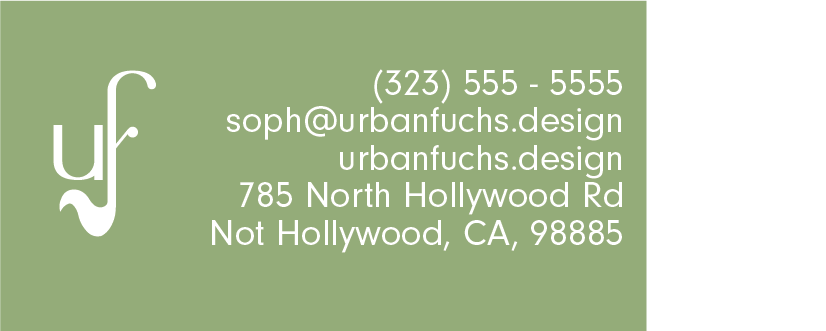 uf
(323) 555 - 5555
soph@urbanfuchs.design
urbanfuchs.design
785 North Hollywood Rd
Not Hollywood, CA, 98885